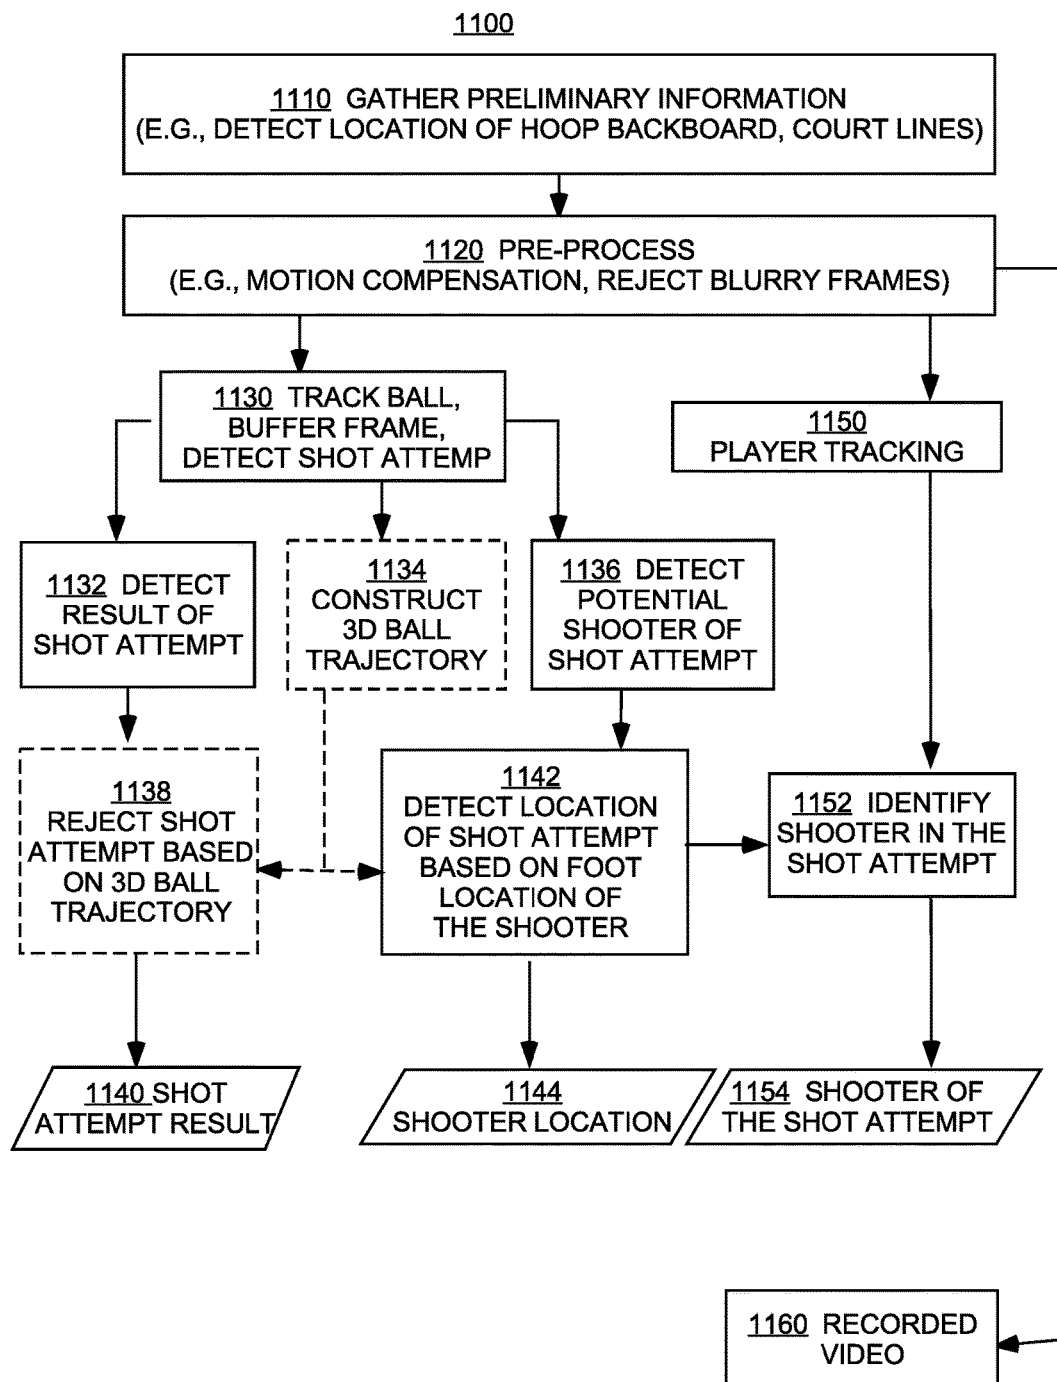 1100
1110 GATHER PRELIMINARY INFORMATION
(E.G., DETECT LOCATION OF HOOP BACKBOARD, COURT LINES)
1120 PRE-PROCESS
(E.G., MOTION COMPENSATION, REJECT BLURRY FRAMES)
1130 TRACK BALL,
BUFFER FRAME,
DETECT SHOT ATTEMP
1150
PLAYER TRACKING
1132 DETECT
RESULT OF
SHOT ATTEMPT
1134
CONSTRUCT
3D BALL
TRAJECTORY
1136 DETECT
POTENTIAL
SHOOTER OF
SHOT ATTEMPT
1138
REJECT SHOT
ATTEMPT BASED
ON 3D BALL
TRAJECTORY
1142
DETECT LOCATION
OF SHOT ATTEMPT
BASED ON FOOT
LOCATION OF
THE SHOOTER
1152 IDENTIFY
SHOOTER IN THE
SHOT ATTEMPT
1140 SHOT
ATTEMPT RESULT
1144
SHOOTER LOCATION
1154 SHOOTER OF
THE SHOT ATTEMPT
1160 RECORDED
VIDEO